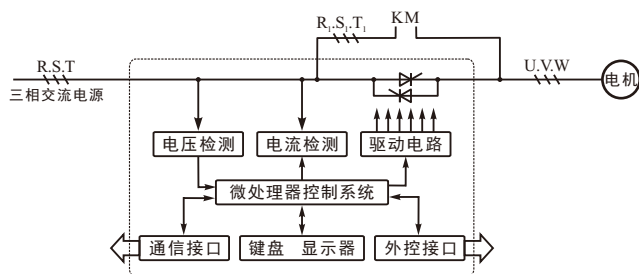 R₁.S₁.T₁
KM
R.S.T
U.V.W
三相交流电源
电机
电压检测
电流检测
驱动电路
微处理器控制系统
通信接口
键盘 显示器
外控接口